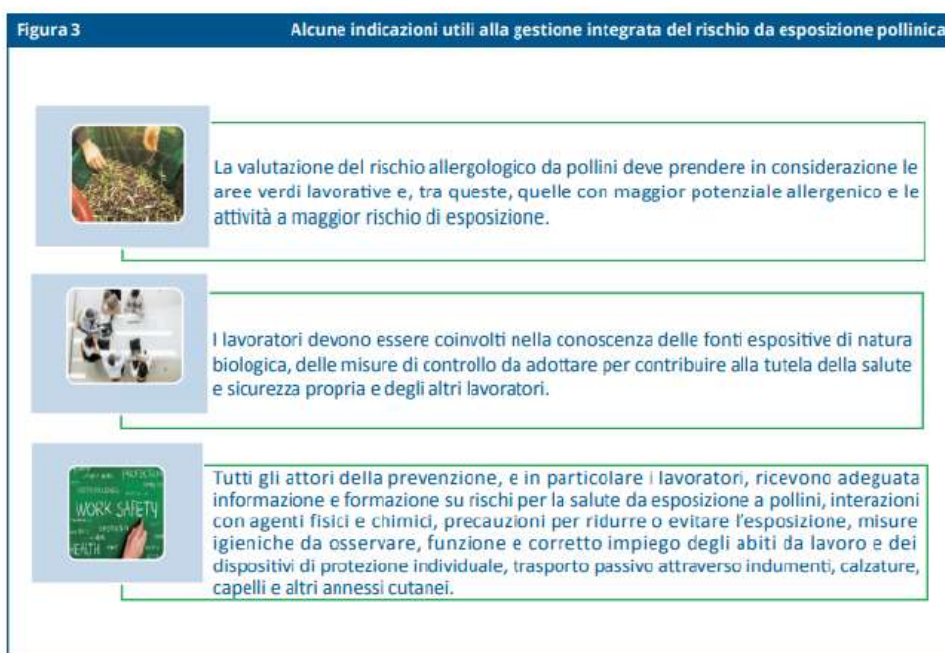 Figura 3
Alcune indicazioni utili alla gestione integrata del rischio da esposizione pollinica
La valutazione del rischio allergologico da pollini deve prendere in considerazione le
aree verdi lavorative e, tra queste, quelle con maggior potenziale allergenico e le
attività a maggior rischio di esposizione.
I lavoratori devono essere coinvolti nella conoscenza delle fonti espositive di natura
biologica, delle misure di controllo da adottare per contribuire alla tutela della salute
e sicurezza propria e degli altri lavoratori.
WORK SAFETY
HEALTH
Tutti gli attori della prevenzione, e in particolare i lavoratori, ricevono adeguata
informazione e formazione su rischi per la salute da esposizione a pollini, interazioni
con agenti fisici e chimici, precauzioni per ridurre o evitare l'esposizione, misure
igieniche da osservare, funzione e corretto impiego degli abiti da lavoro e dei
dispositivi di protezione individuale, trasporto passivo attraverso indumenti, calzature,
capelli e altri annessi cutanei.